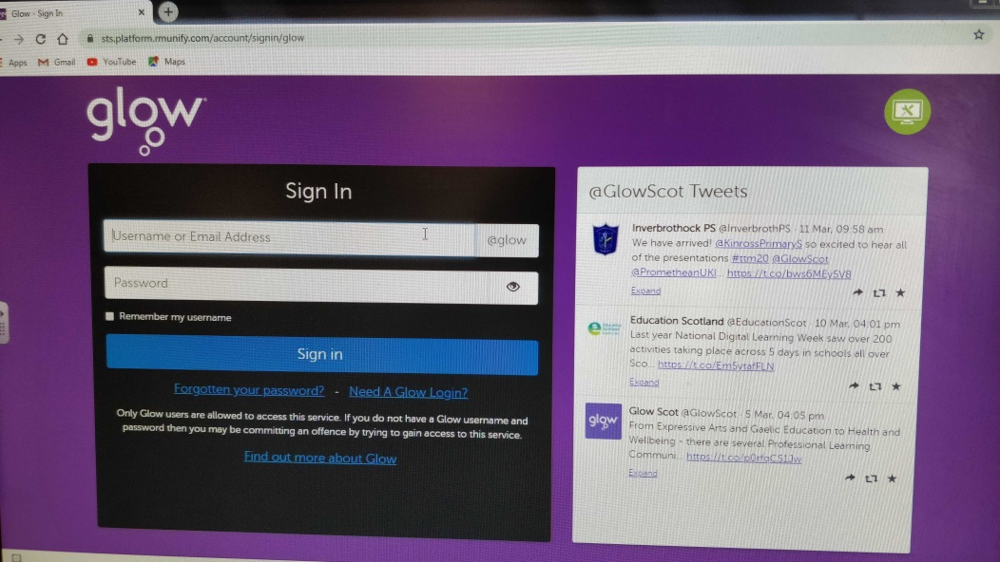 Glow - Sign In
sts.platform.rmunify.com/account/signin/glow
Apps Gmail YouTube Maps
glow
Sign In
Username or Email Address @glow
Password
Remember my username
Sign in
Forgotten your password? - Need A Glow Login?
Only Glow users are allowed to access this service. If you do not have a Glow username and
password then you may be committing an offence by trying to gain access to this service.
Find out more about Glow
@GlowScot Tweets
Inverbrothock PS @InverbrothPS · 11 Mar, 09:58 am
We have arrived! @KinrossPrimaryS so excited to hear all
of the presentations #ttm20 @GlowScot
@PrometheanUKI... https://t.co/bws6MEy5V8
Expand
Education Scotland @EducationScot · 10 Mar, 04:01 pm
Last year National Digital Learning Week saw over 200
activities taking place across 5 days in schools all over
Sco... https://t.co/Em5ytafFLN
Expand
glow
Glow Scot @GlowScot · 5 Mar, 04:05 pm
From Expressive Arts and Gaelic Education to Health and
Wellbeing - there are several Professional Learning
Communi... https://t.co/p0rfqCS1Jw
Expand